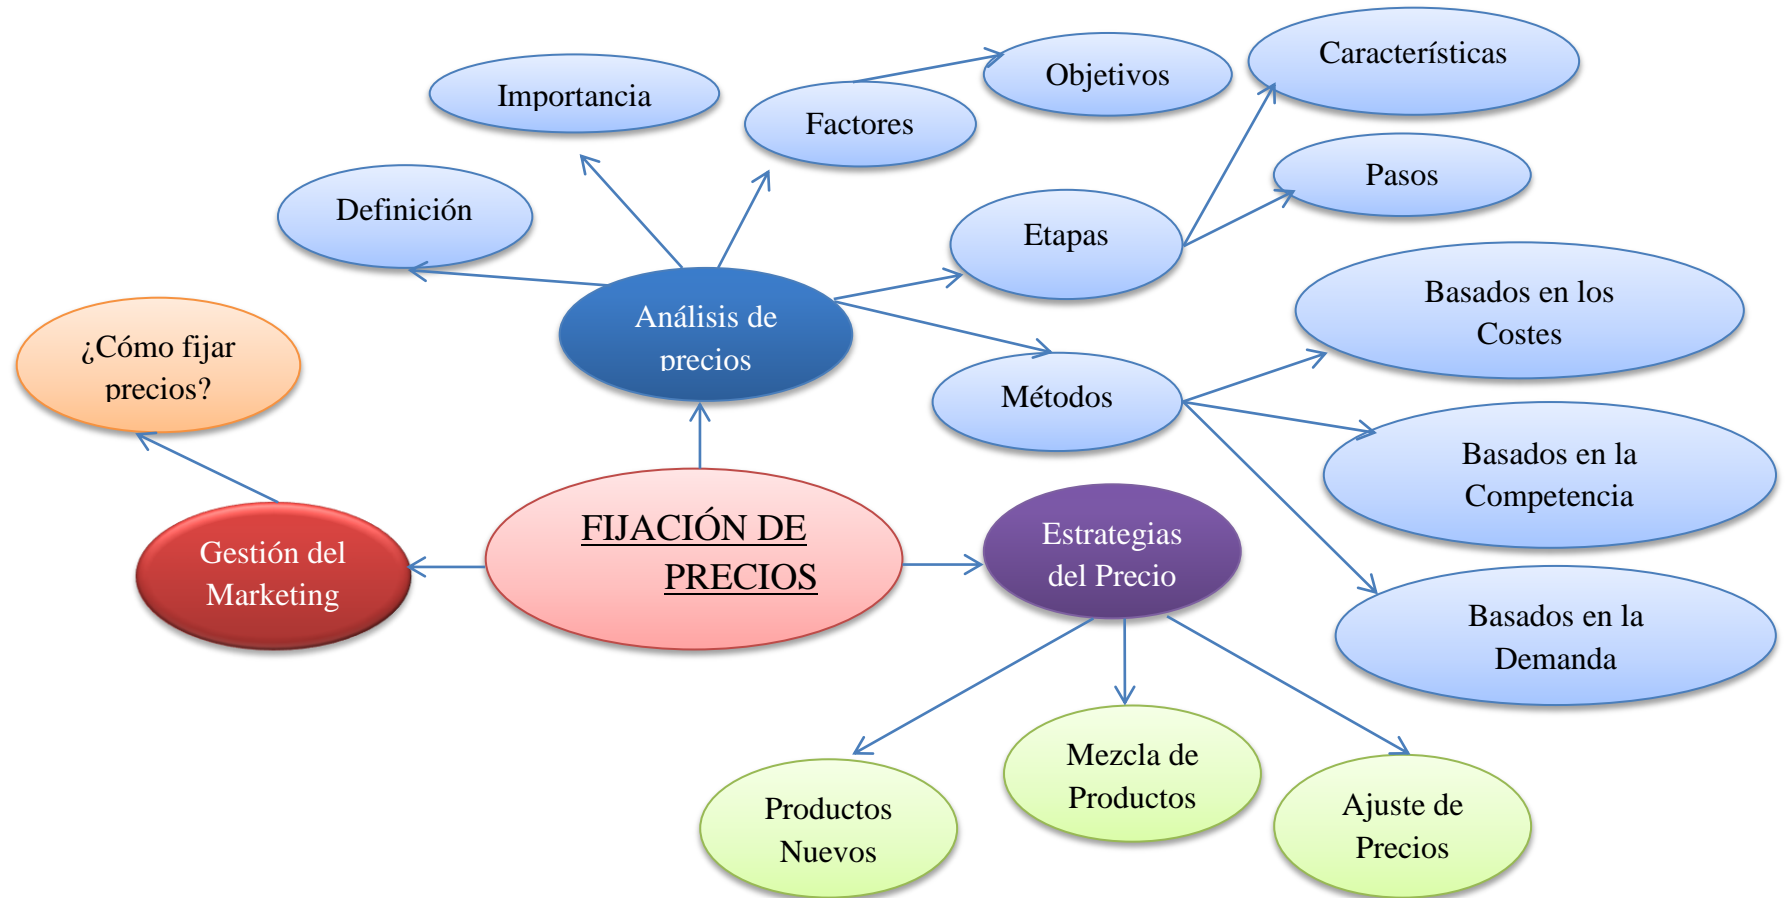 Características
Objetivos
Importancia
Factores
Pasos
Definición
Etapas
Basados en los
Costes
Análisis de
precios
¿Cómo fijar
precios?
Métodos
Basados en la
Competencia
FIJACIÓN DE
PRECIOS
Estrategias
del Precio
Gestión del
Marketing
Basados en la
Demanda
Mezcla de
Productos
Productos
Nuevos
Ajuste de
Precios